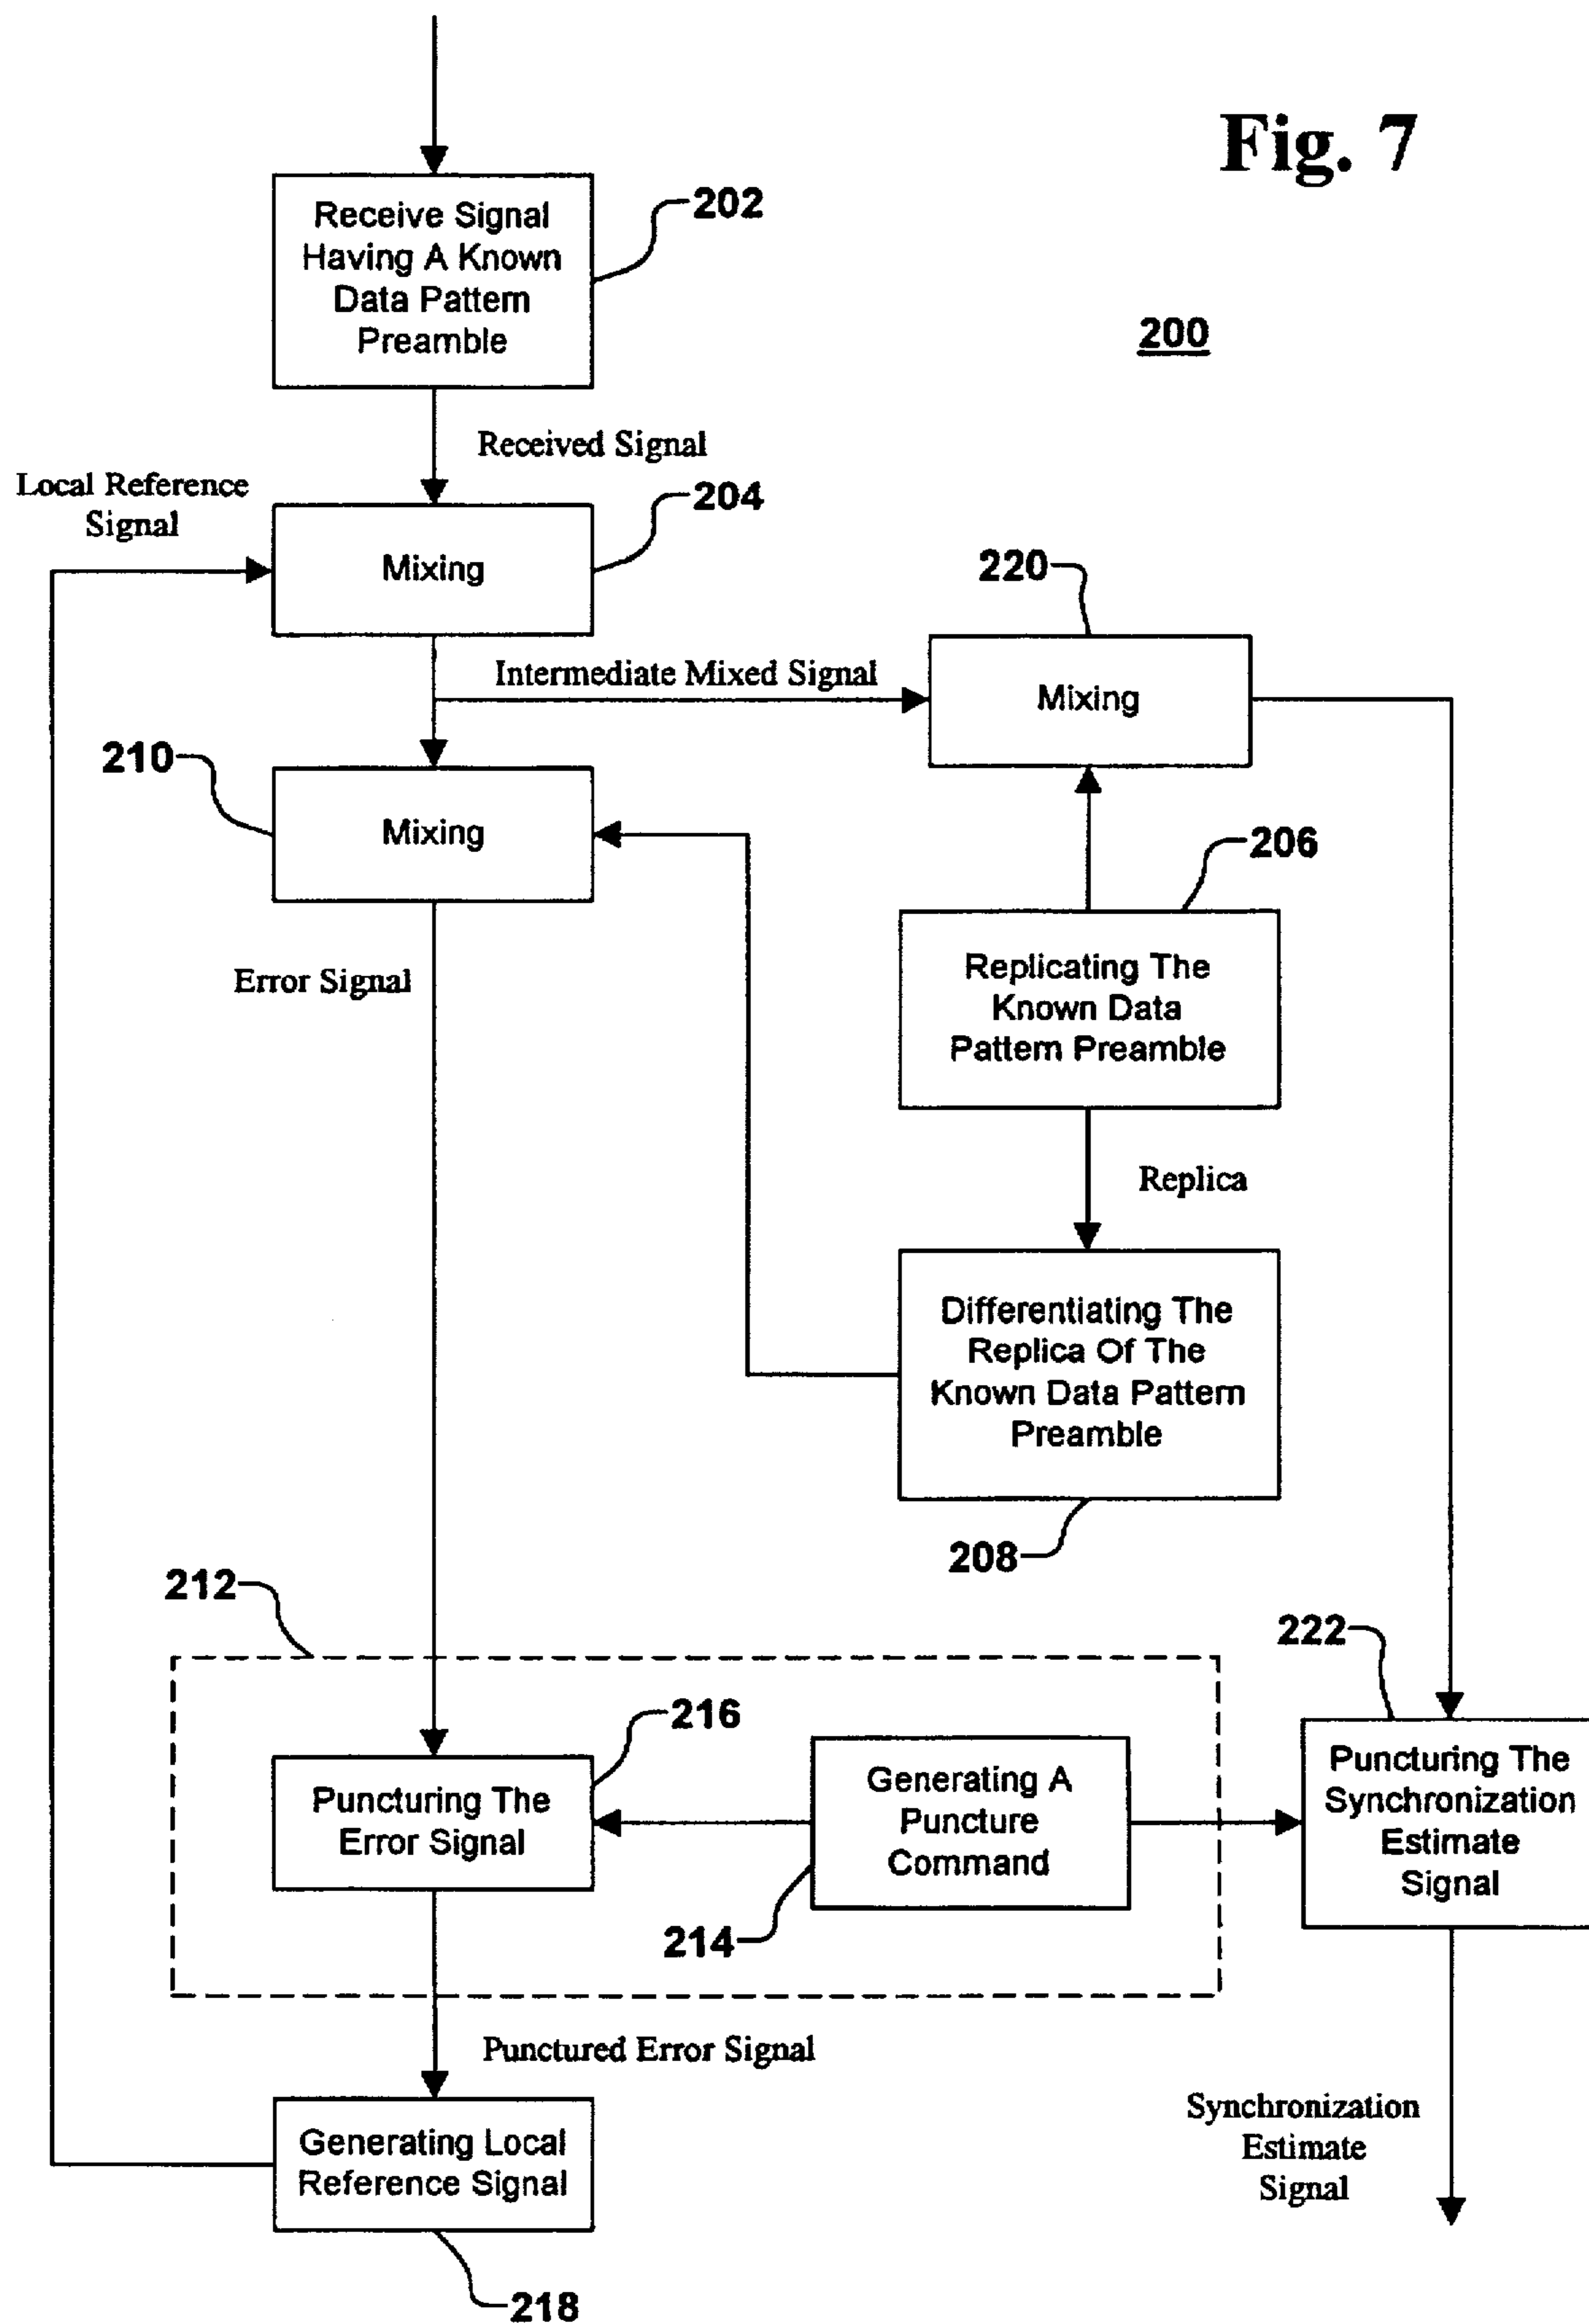 Fig. 7
200
Receive Signal
Having A Known
Data Pattern
Preamble
202
Received Signal
Local Reference
Signal
204
Mixing
220
Intermediate Mixed Signal
Mixing
210
Mixing
206
Error Signal
Replicating The
Known Data
Pattern Preamble
Replica
Differentiating The
Replica Of The
Known Data Pattern
Preamble
208
212
222
216
Puncturing The
Error Signal
Generating A
Puncture
Command
214
Puncturing The
Synchronization
Estimate
Signal
Punctured Error Signal
Synchronization
Estimate
Signal
Generating Local
Reference Signal
218